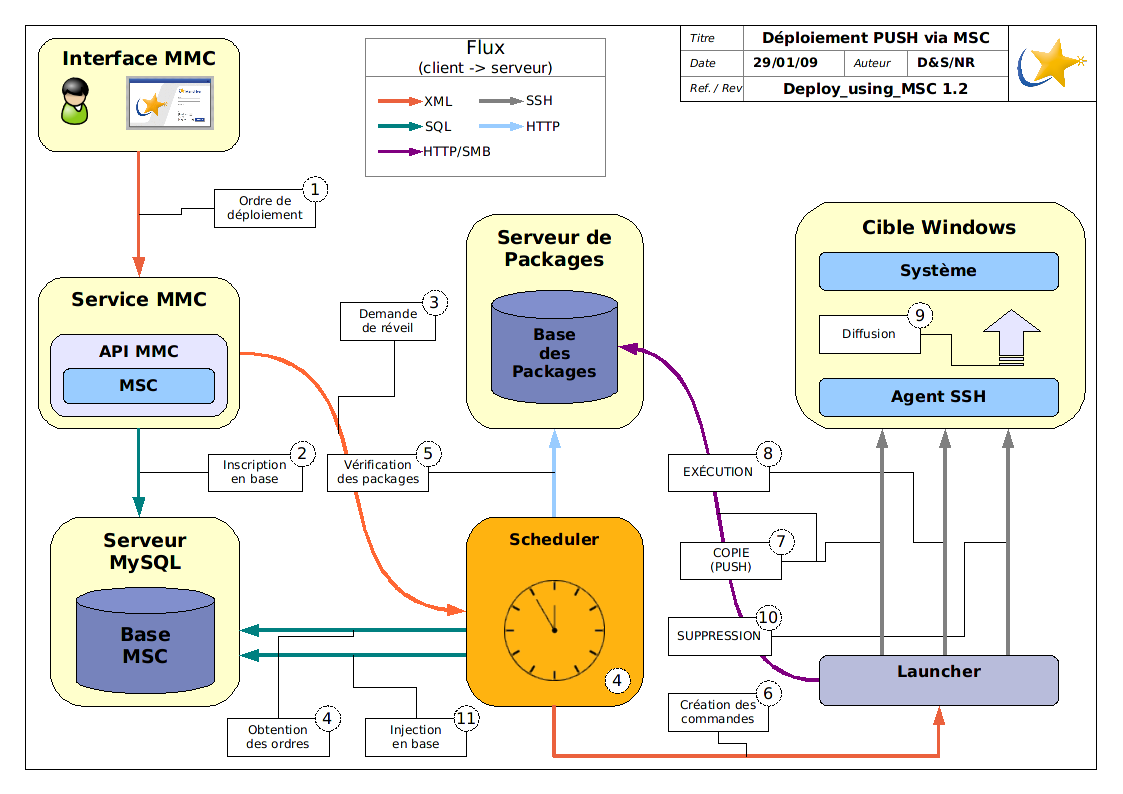 Interface MMC
Flux
(client -> serveur)
XML
SSH
SQL
HTTP
HTTP/SMB
Titre
Déploiement PUSH via MSC
Date
29/01/09
Auteur
D&S/NR
Ref. / Rev
Deploy_using_MSC 1.2
1
Ordre de
déploiement
Service MMC
API MMC
MSC
3
Demande
de réveil
Serveur de
Packages
Base
des
Packages
Cible Windows
Système
9
Diffusion
Agent SSH
2
Inscription
en base
5
Vérification
des packages
8
EXÉCUTION
7
COPIE
(PUSH)
10
SUPPRESSION
Serveur
MySQL
Base
MSC
Scheduler
4
Launcher
6
Création des
commandes
4
Obtention
des ordres
11
Injection
en base